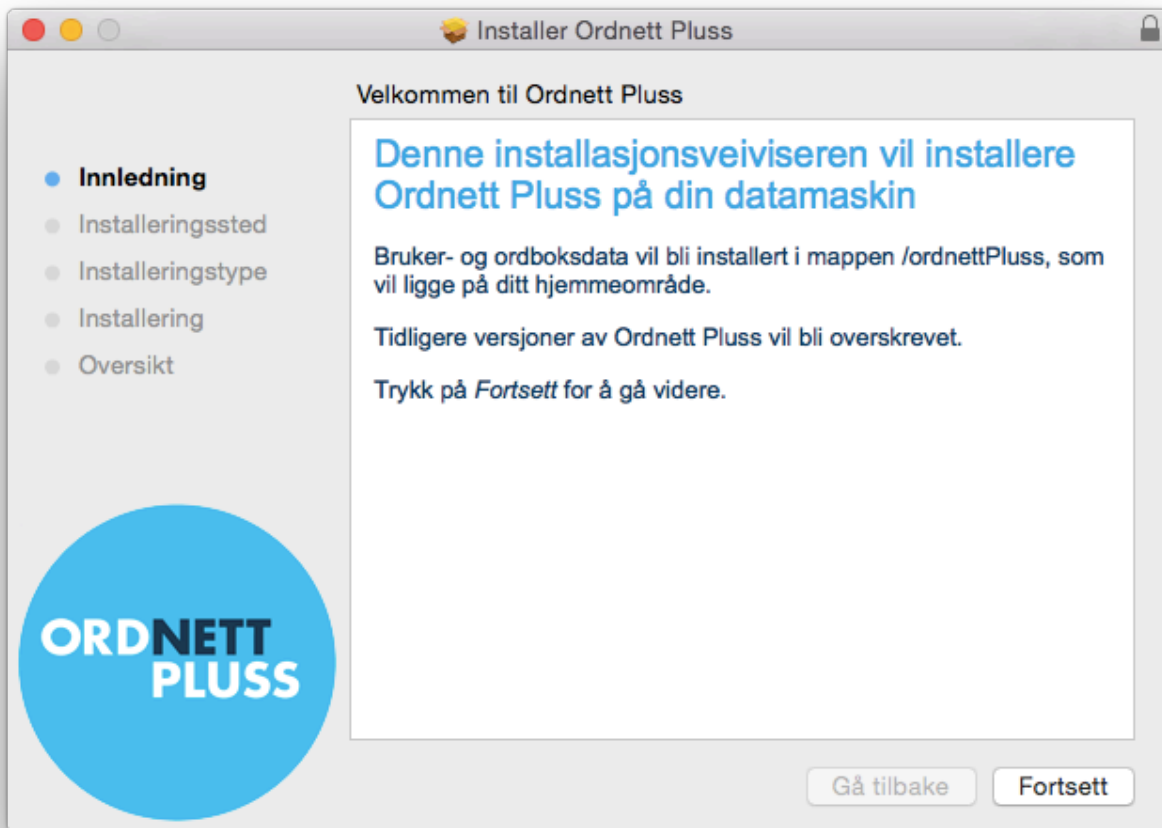 Installer Ordnett Pluss
Velkommen til Ordnett Pluss
Innledning
Installeringssted
Installeringstype
Installering
Oversikt
Denne installasjonsveiviseren vil installere
Ordnett Pluss på din datamaskin
Bruker- og ordboksdata vil bli installert i mappen /ordnettPluss, som
vil ligge på ditt hjemmeområde.
Tidligere versjoner av Ordnett Pluss vil bli overskrevet.
Trykk på Fortsett for å gå videre.
ORDNETT
PLUSS
Gå tilbake
Fortsett